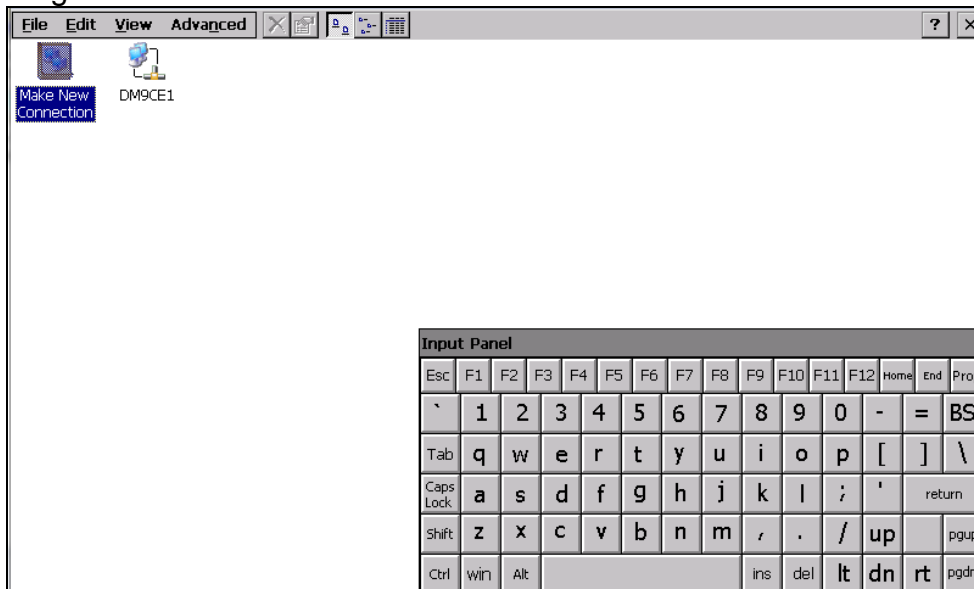 File Edit View Advanced ?
Make New
Connection
DM9CE1
Input Panel
Esc F1 F2 F3 F4 F5 F6 F7 F8 F9 F10 F11 F12 Home End Pro
` 1 2 3 4 5 6 7 8 9 0 - = BS
Tab q w e r t y u i o p [ ] \
Caps Lock a s d f g h j k l ; ' return
Shift z x c v b n m , . / up pgup
Ctrl win Alt ins del lt dn rt pgdn